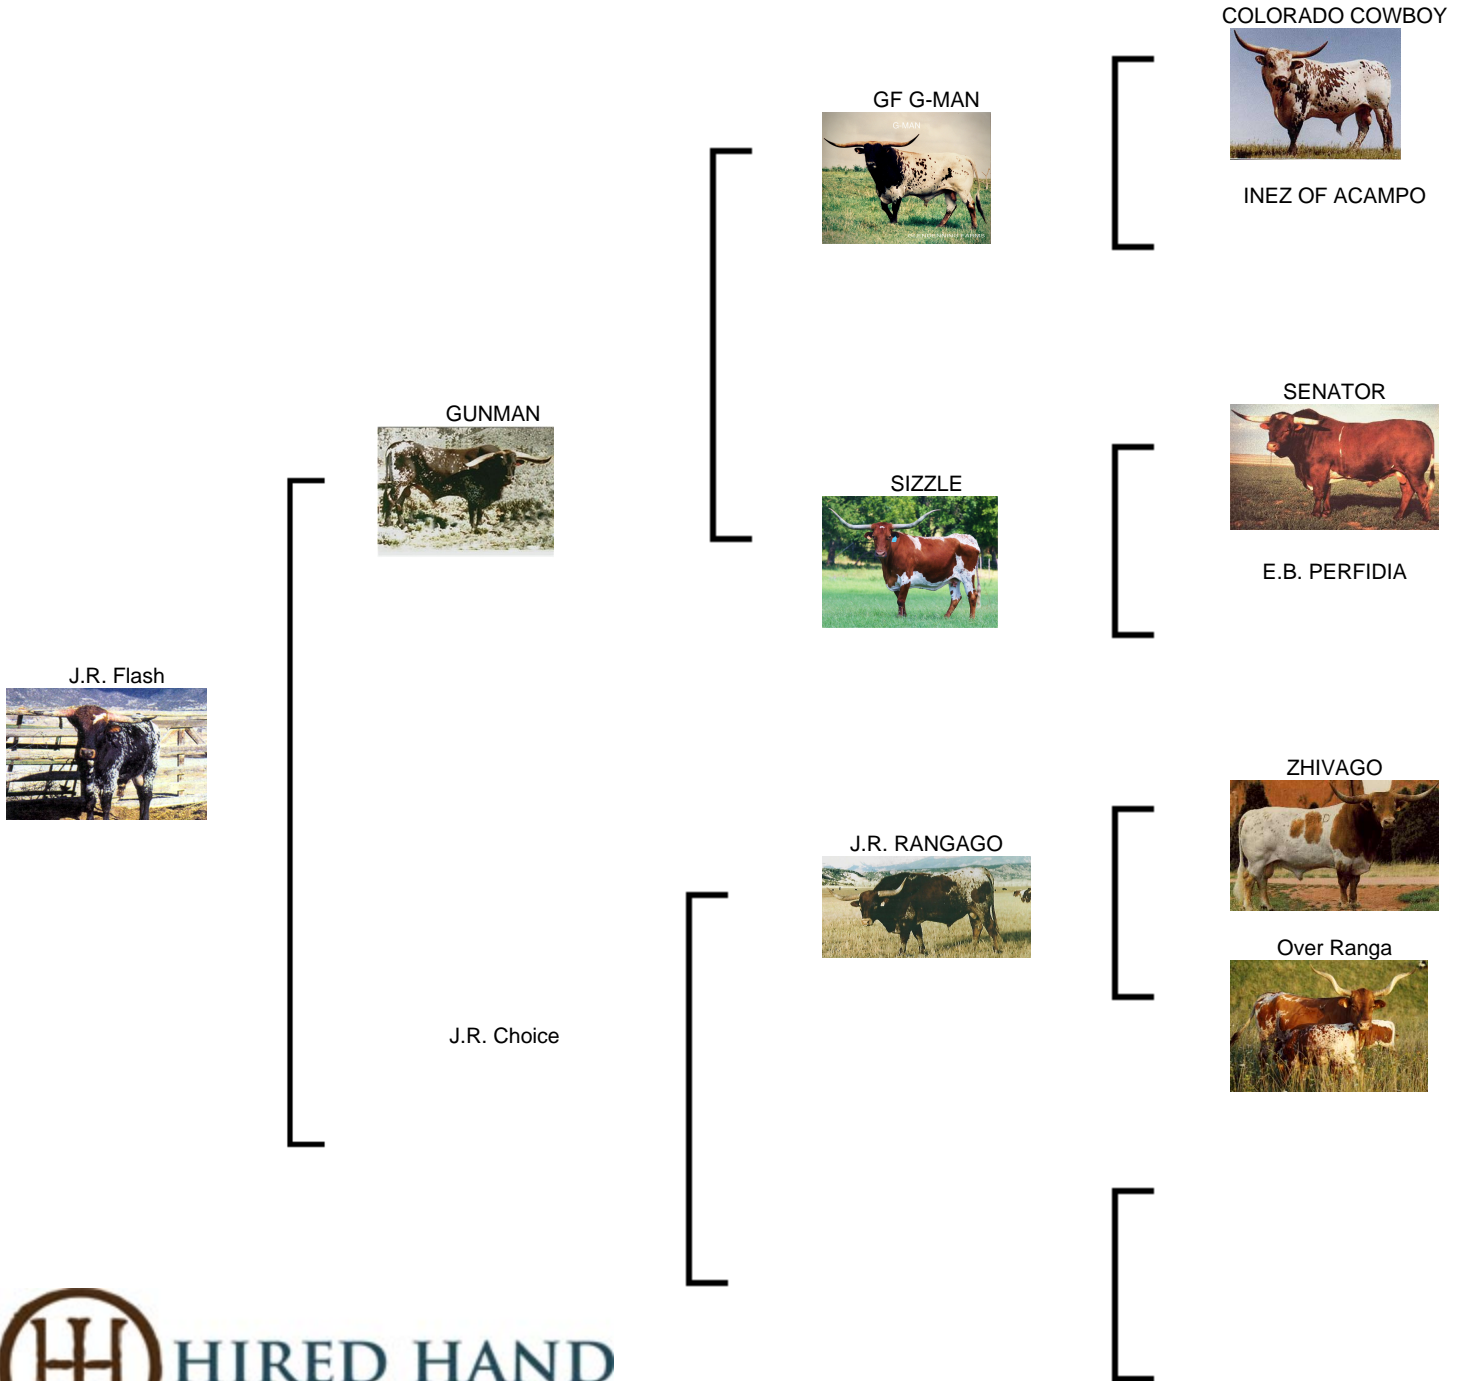 COLORADO COWBOY
GF G-MAN
G-MAN
INEZ OF ACAMPO
SENATOR
GUNMAN
SIZZLE
E.B. PERFIDIA
J.R. Flash
ZHIVAGO
J.R. RANGAGO
Over Ranga
J.R. Choice
HIRED HAND